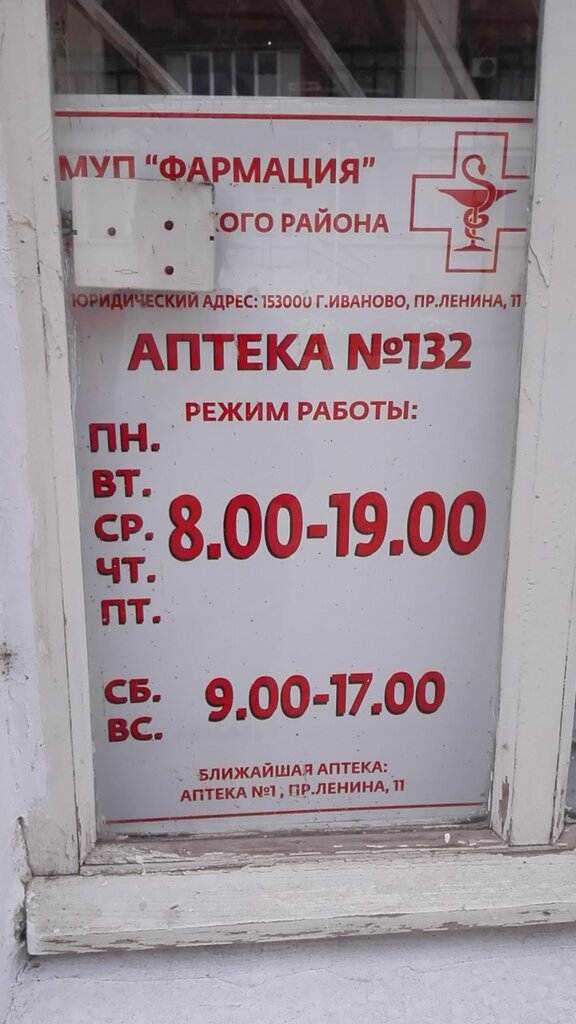 МУП "ФАРМАЦИЯ"
РАЙОНА
ЮРИДИЧЕСКИЙ АДРЕС: 153000 Г.ИВАНОВО, ПР.ЛЕНИНА, 11
АПТЕКА №132
РЕЖИМ РАБОТЫ:
ПН.
ВТ.
СР. 8.00-19.00
ЧТ.
ПТ.
СБ. 9.00-17.00
ВС.
БЛИЖАЙШАЯ АПТЕКА:
АПТЕКА №1, ПР.ЛЕНИНА, 11